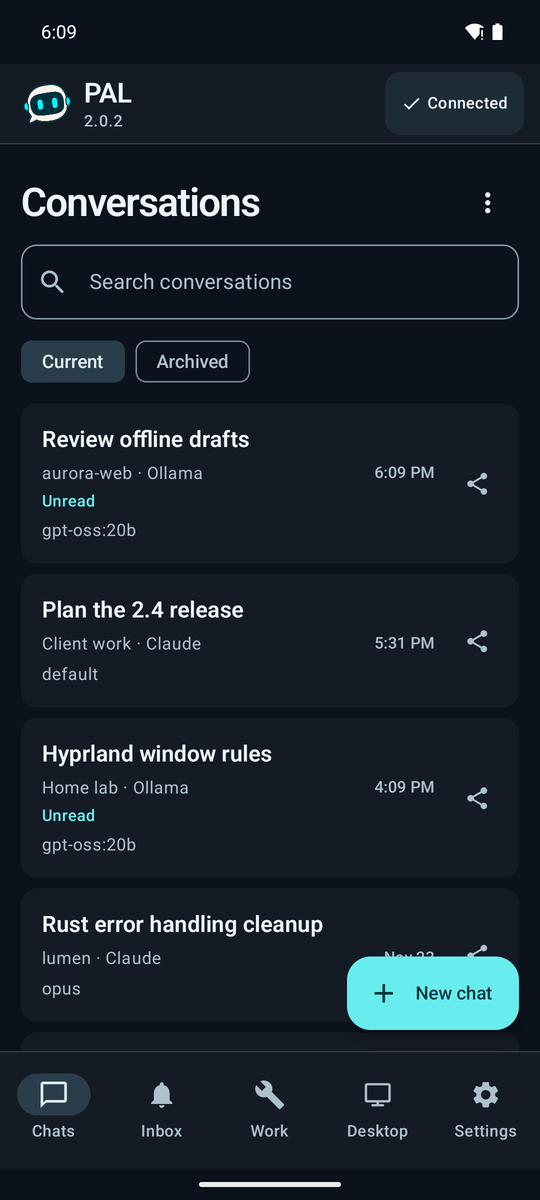 6:09
PAL
2.0.2
Connected
Conversations
Search conversations
Current
Archived
Review offline drafts
aurora-web · Ollama
6:09 PM
Unread
gpt-oss:20b
Plan the 2.4 release
Client work · Claude
5:31 PM
default
Hyprland window rules
Home lab · Ollama
4:09 PM
Unread
gpt-oss:20b
Rust error handling cleanup
lumen · Claude
opus
New chat
Chats
Inbox
Work
Desktop
Settings